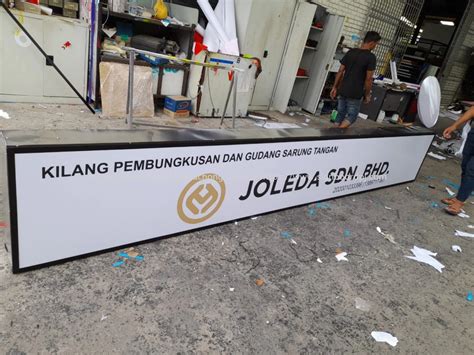 KILANG PEMBUNGKUSAN DAN GUDANG SARUNG TANGAN
JOLEDA SDN. BHD.